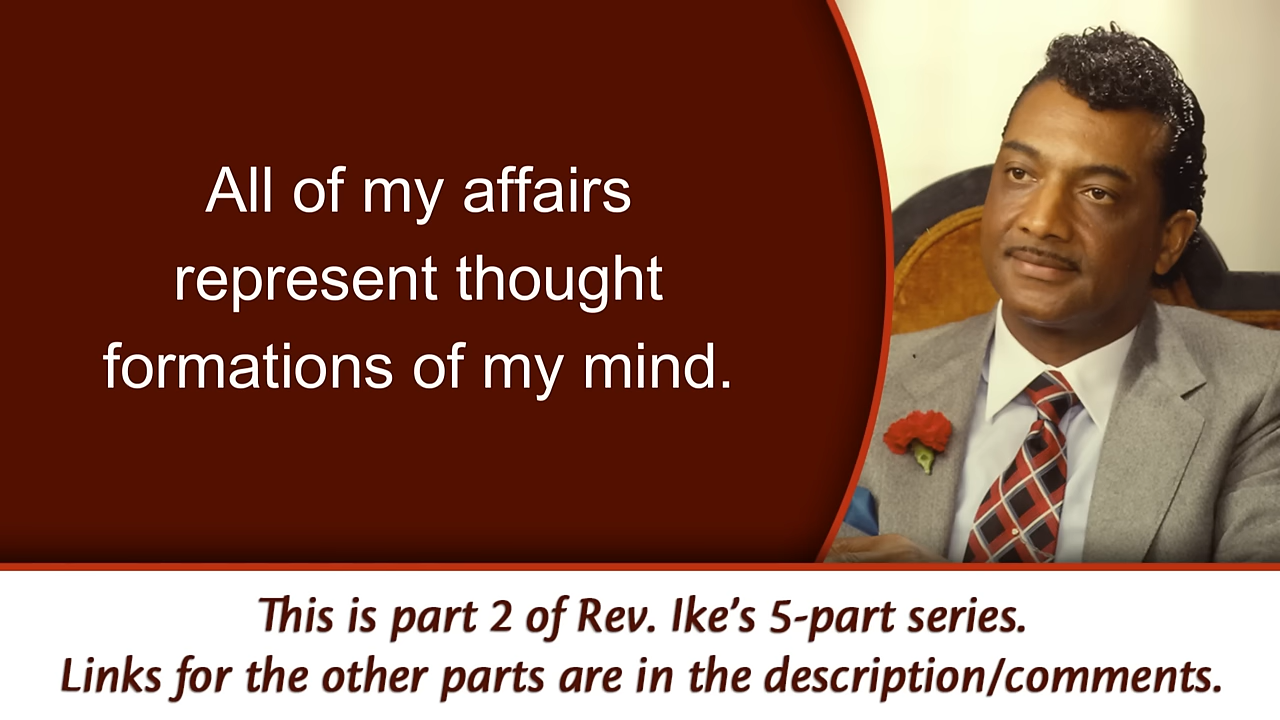 All of my affairs
represent thought
formations of my mind.
This is part 2 of Rev. Ike's 5-part series.
Links for the other parts are in the description/comments.